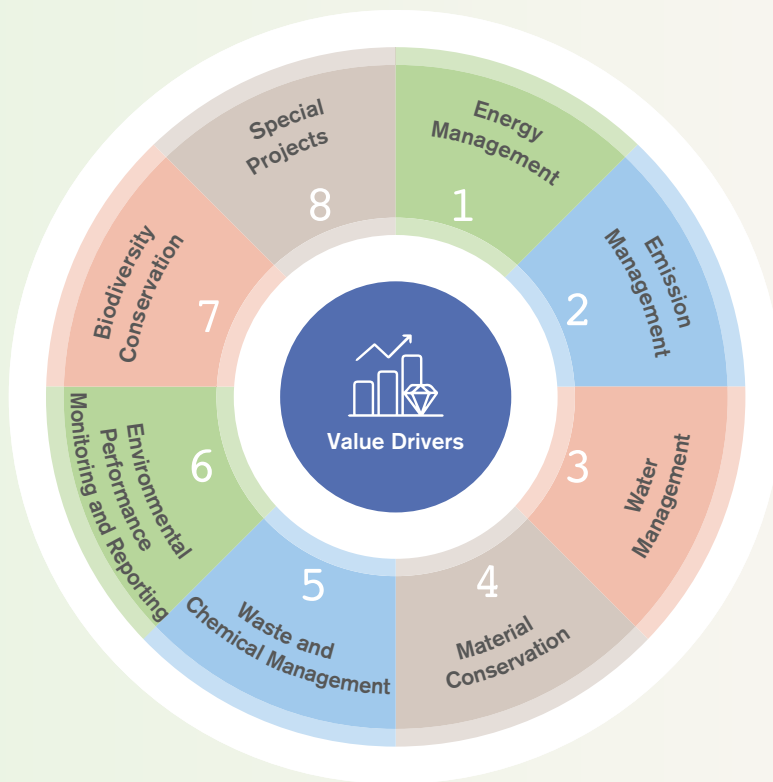 Value Drivers
Energy
Management
1
Emission
Management
2
Water
Management
3
Material
Conservation
4
Waste and
Chemical Management
5
Environmental
Performance
Monitoring and Reporting
6
Biodiversity
Conservation
7
Special
Projects
8